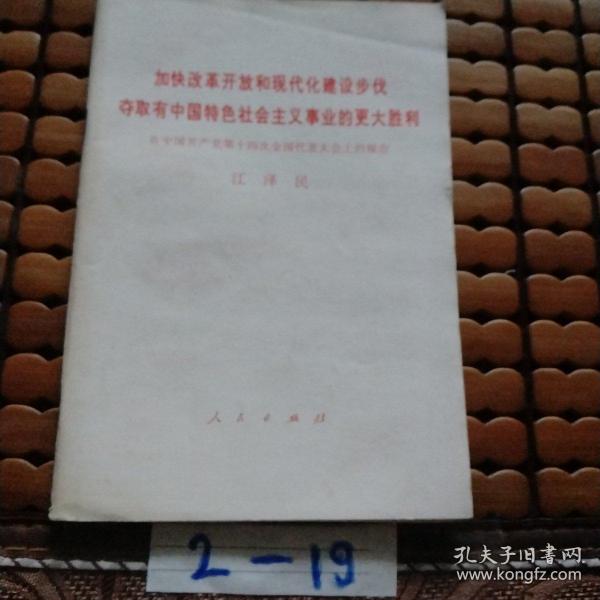 加快改革开放和现代化建设步伐
夺取有中国特色社会主义事业的更大胜利
在中国共产党第十四次全国代表大会上的报告
江泽民
人民出版社
2-19
孔夫子旧書网
www.kongfz.com